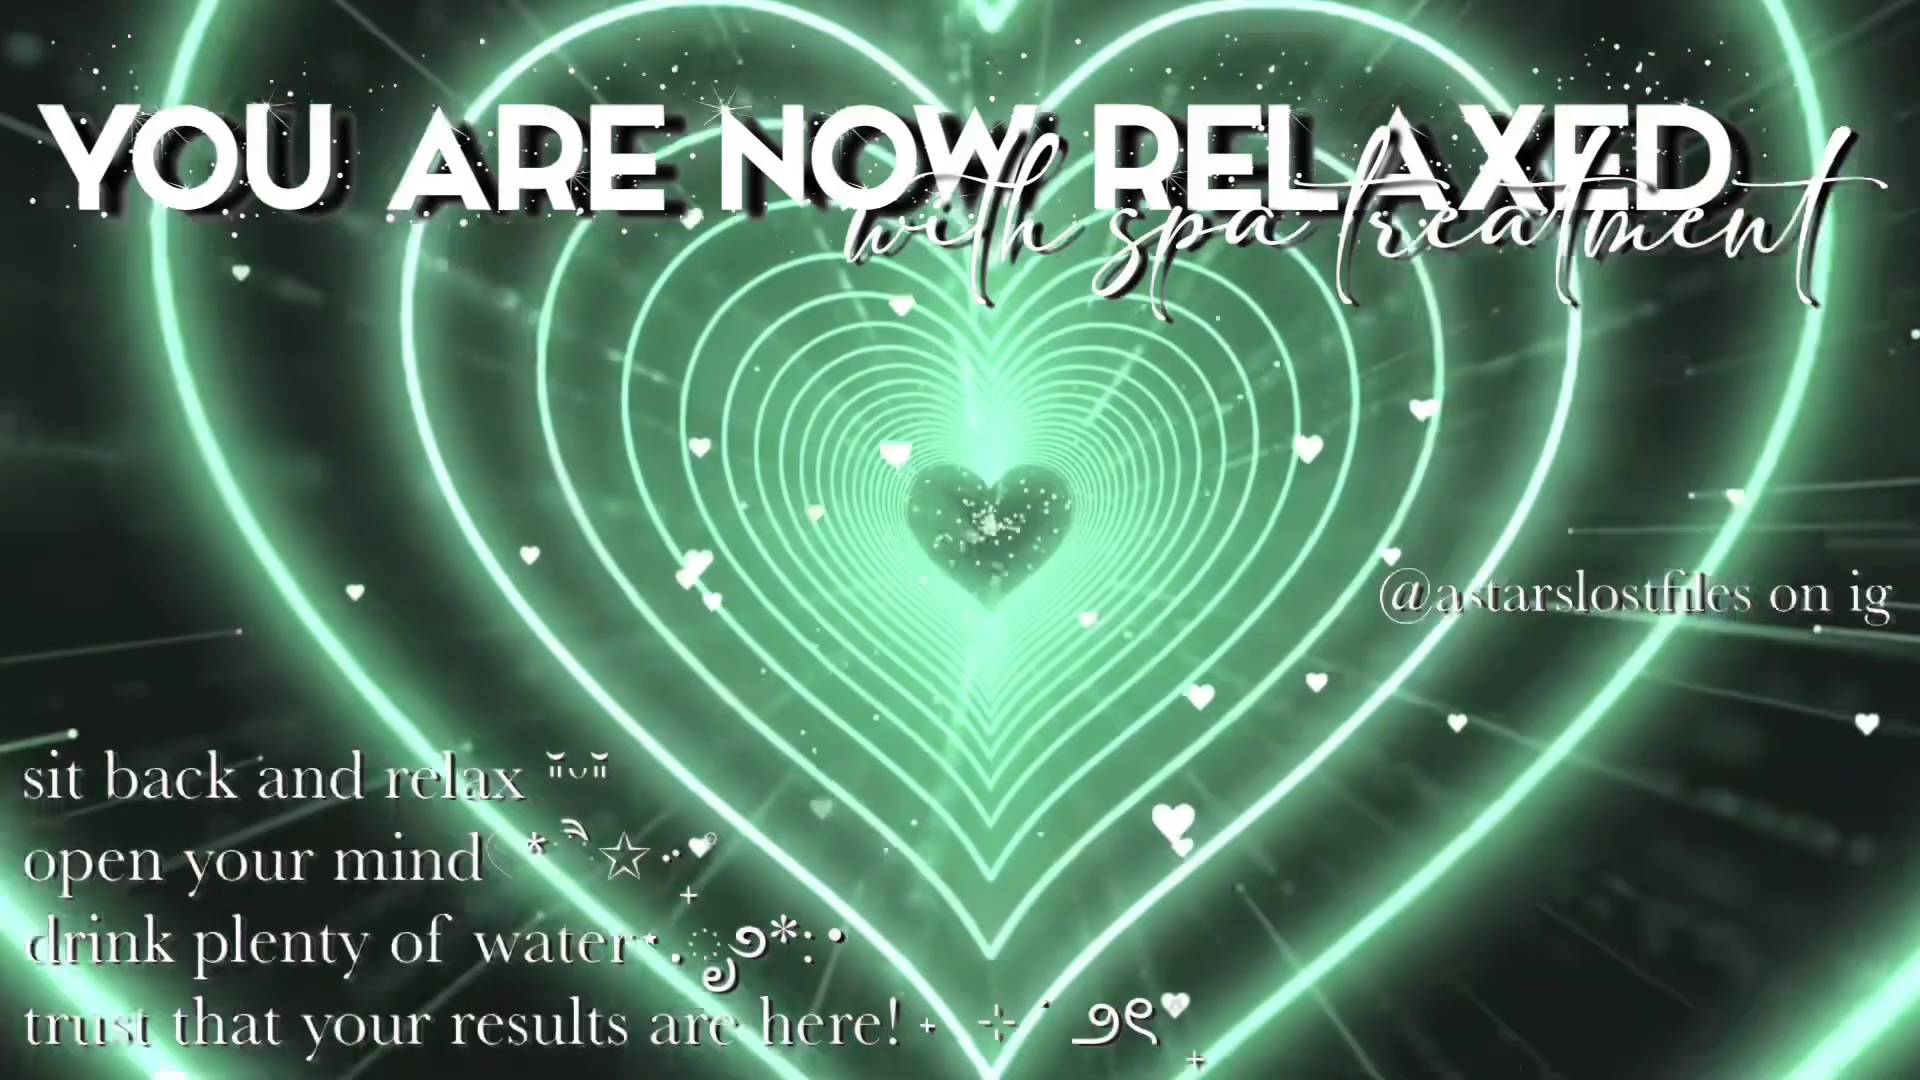 YOU ARE NOW RELAXED
with spa treatment
@astarslostfiles on ig
sit back and relax
open your mind
drink plenty of water
trust that your results are here!